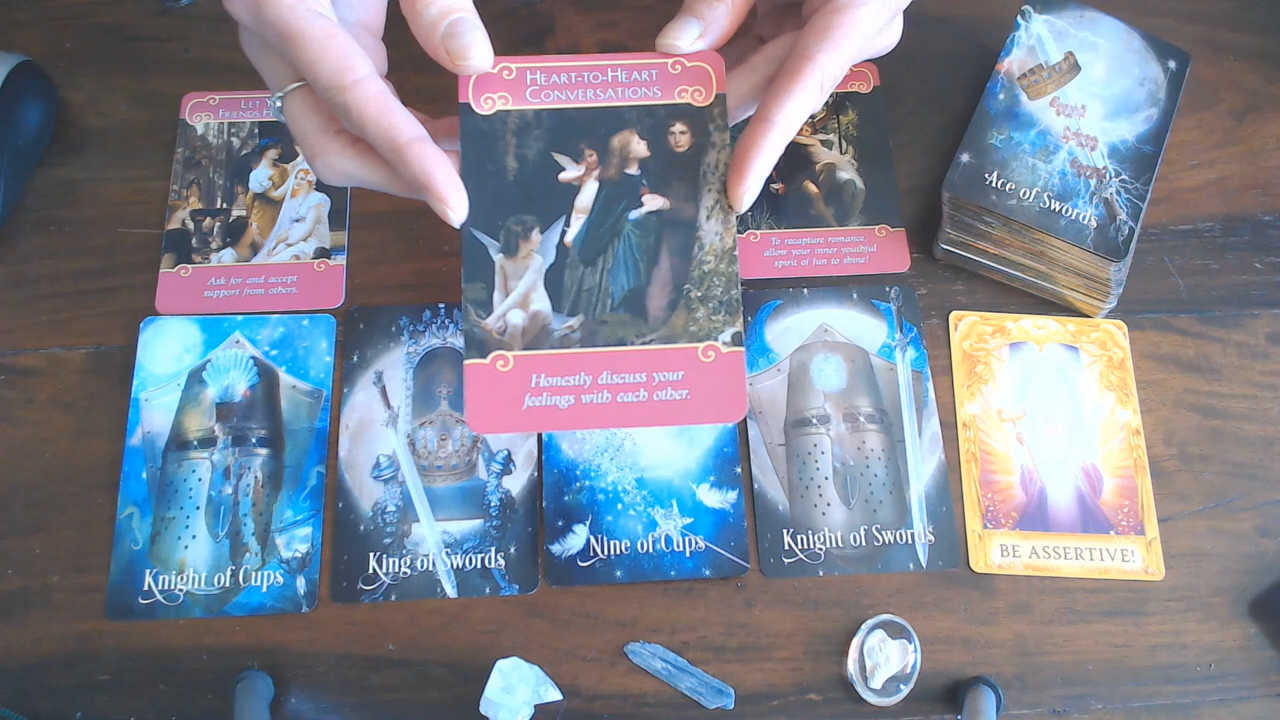 HEART-TO-HEART
CONVERSATIONS
Honestly discuss your
feelings with each other.
LET
FRIENDS
Ask for and accept
support from others.
To recapture romance,
allow your inner youthful
spirit of fun to shine!
Ace of Swords
Knight of Cups
King of Swords
Nine of Cups
Knight of Swords
BE ASSERTIVE!